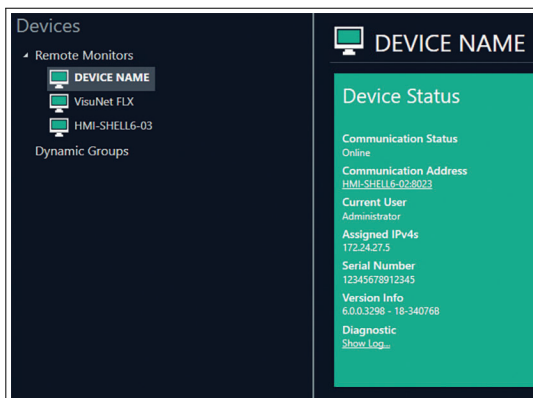 Devices
Remote Monitors
DEVICE NAME
VisuNet FLX
HMI-SHELL6-03
Dynamic Groups
DEVICE NAME
Device Status
Communication Status
Online
Communication Address
HMI-SHELL6-02:8023
Current User
Administrator
Assigned IPv4s
172.24.27.5
Serial Number
12345678912345
Version Info
6.0.0.3298 - 18-340768
Diagnostic
Show Log...